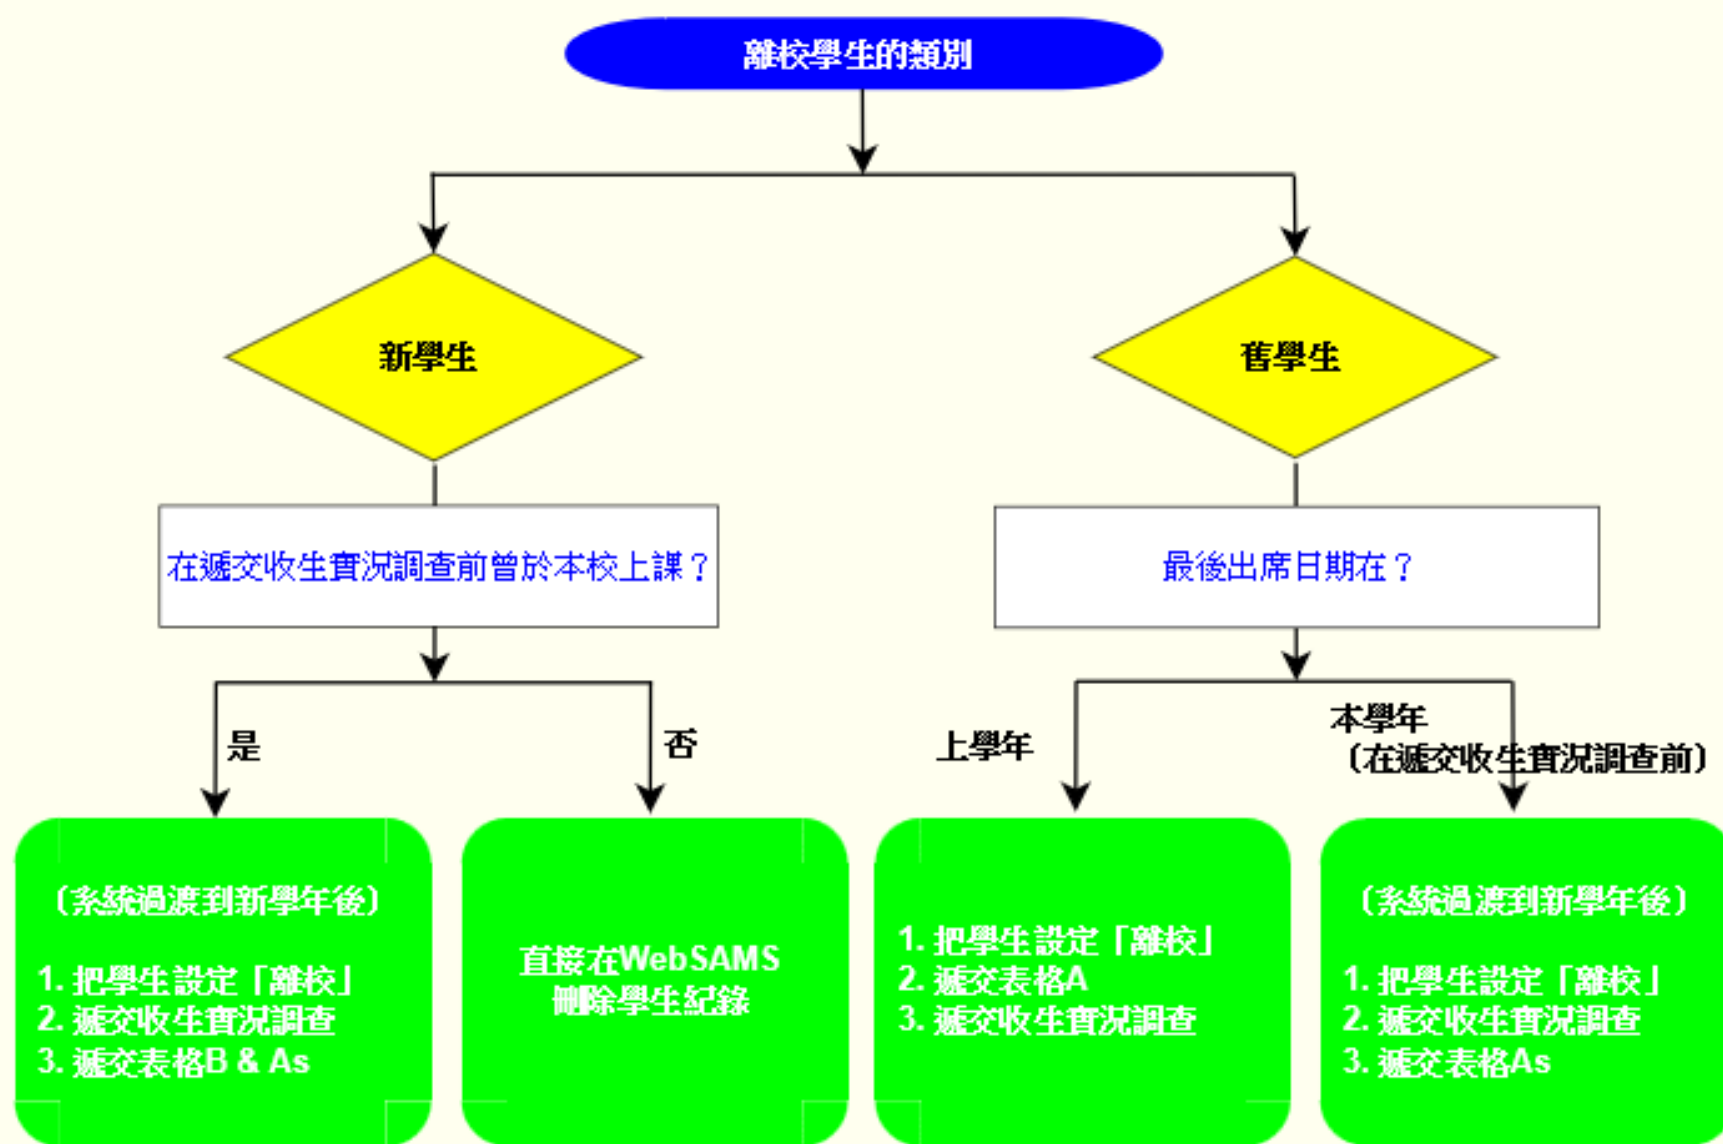 離校學生的類別
新學生
舊學生
在遞交收生實況調查前曾於本校上課？
最後出席日期在？
是
否
上學年
本學年
（在遞交收生實況調查前）
（系統過渡到新學年後）
1. 把學生設定「離校」
2. 遞交收生實況調查
3. 遞交表格B & As
直接在WebSAMS
刪除學生紀錄
1. 把學生設定「離校」
2. 遞交表格A
3. 遞交收生實況調查
（系統過渡到新學年後）
1. 把學生設定「離校」
2. 遞交收生實況調查
3. 遞交表格As